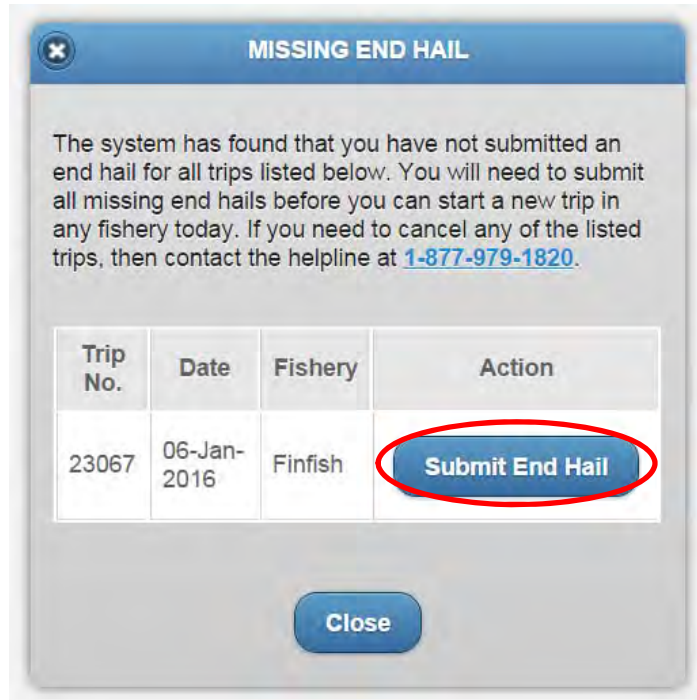 MISSING END HAIL
The system has found that you have not submitted an
end hail for all trips listed below. You will need to submit
all missing end hails before you can start a new trip in
any fishery today. If you need to cancel any of the listed
trips, then contact the helpline at 1-877-979-1820.
Trip No. Date Fishery Action
23067 06-Jan-2016 Finfish Submit End Hail
Close